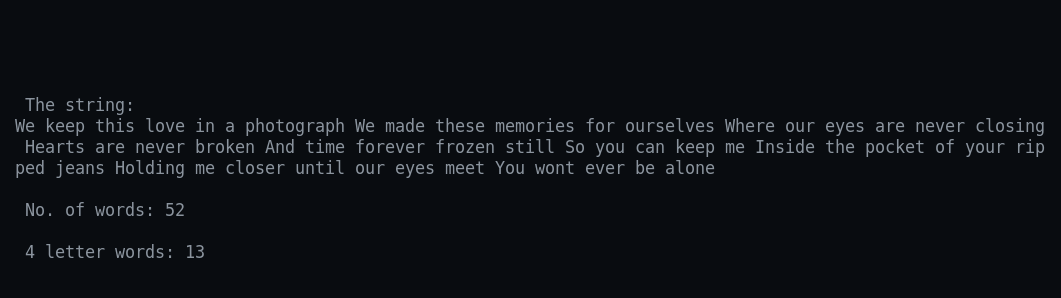 The string:
We keep this love in a photograph We made these memories for ourselves Where our eyes are never closing
Hearts are never broken And time forever frozen still So you can keep me Inside the pocket of your rip
ped jeans Holding me closer until our eyes meet You wont ever be alone
No. of words: 52
4 letter words: 13